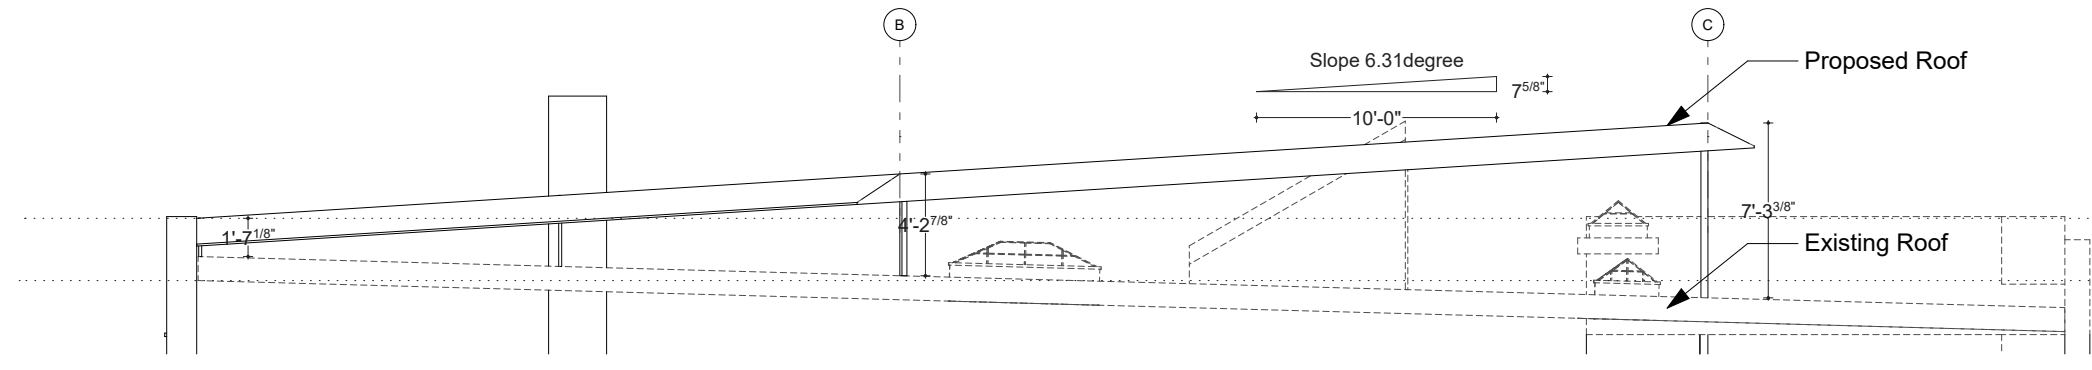 B
C
Slope 6.31degree
Proposed Roof
7 5/8"
10'-0"
1'-7 1/8"
4'-2 7/8"
7'-3 3/8"
Existing Roof